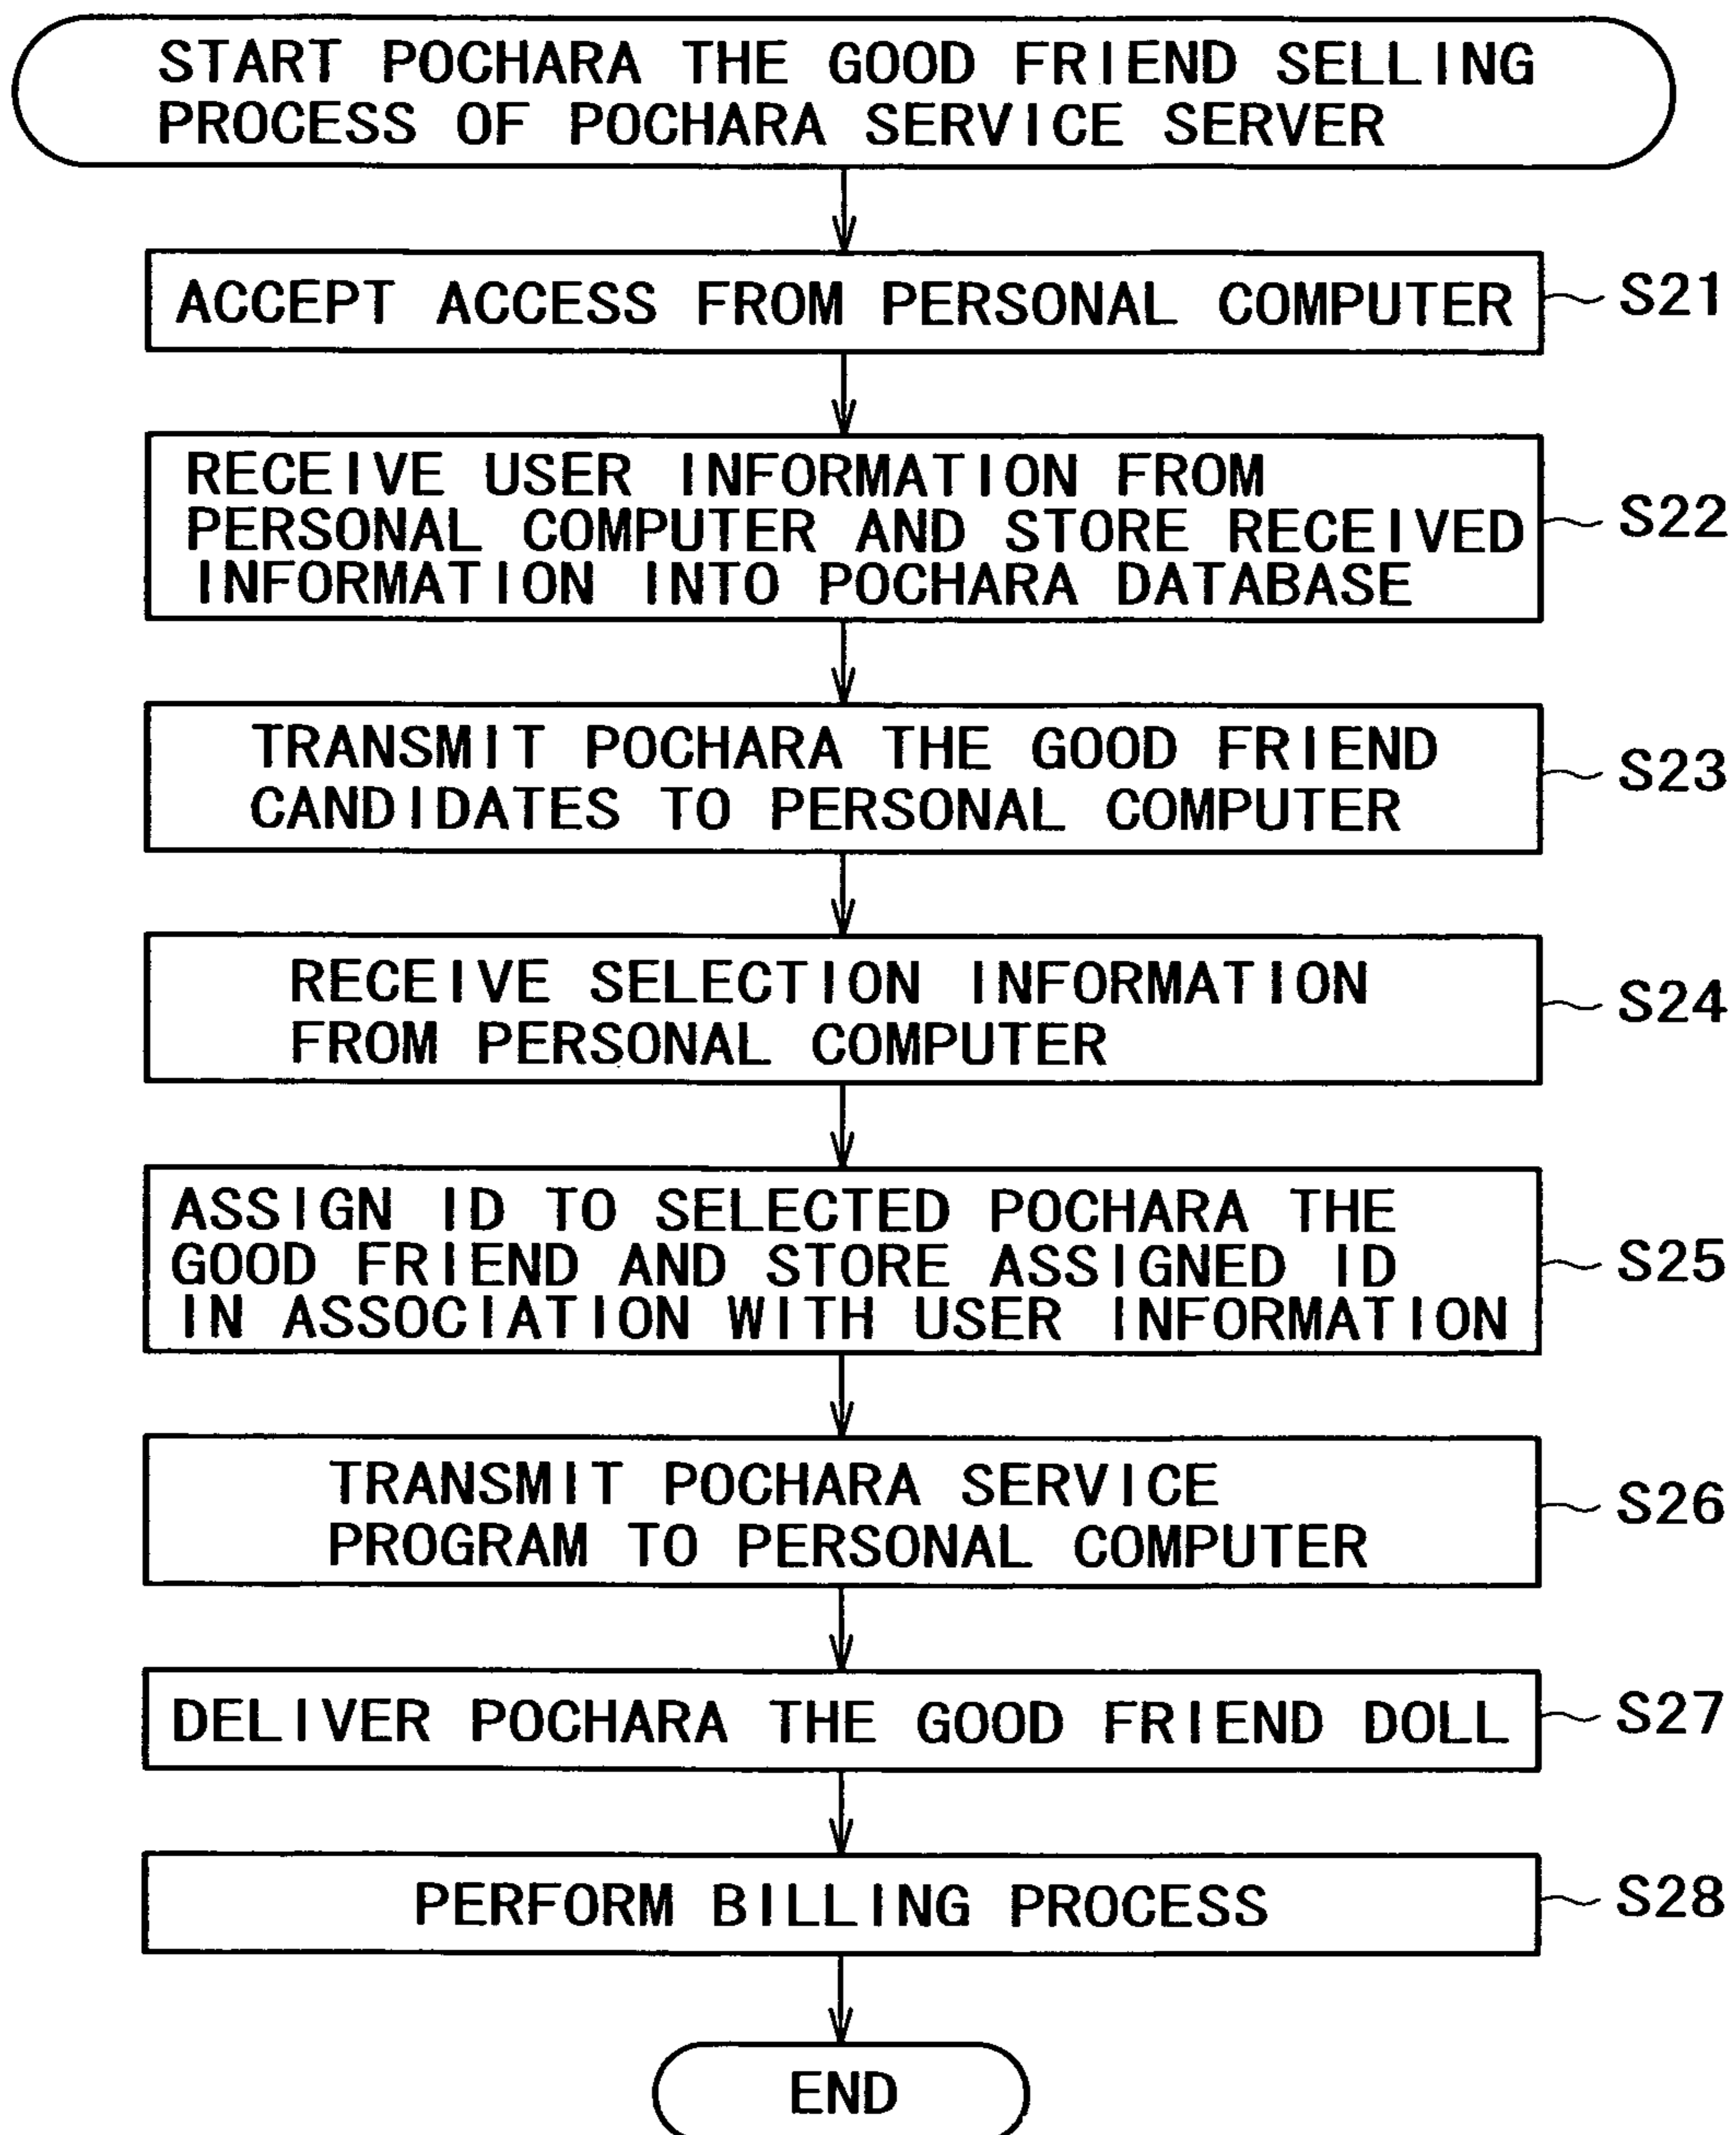 START POCHARA THE GOOD FRIEND SELLING
PROCESS OF POCHARA SERVICE SERVER
ACCEPT ACCESS FROM PERSONAL COMPUTER
S21
RECEIVE USER INFORMATION FROM
PERSONAL COMPUTER AND STORE RECEIVED
INFORMATION INTO POCHARA DATABASE
S22
TRANSMIT POCHARA THE GOOD FRIEND
CANDIDATES TO PERSONAL COMPUTER
S23
RECEIVE SELECTION INFORMATION
FROM PERSONAL COMPUTER
S24
ASSIGN ID TO SELECTED POCHARA THE
GOOD FRIEND AND STORE ASSIGNED ID
IN ASSOCIATION WITH USER INFORMATION
S25
TRANSMIT POCHARA SERVICE
PROGRAM TO PERSONAL COMPUTER
S26
DELIVER POCHARA THE GOOD FRIEND DOLL
S27
PERFORM BILLING PROCESS
S28
END